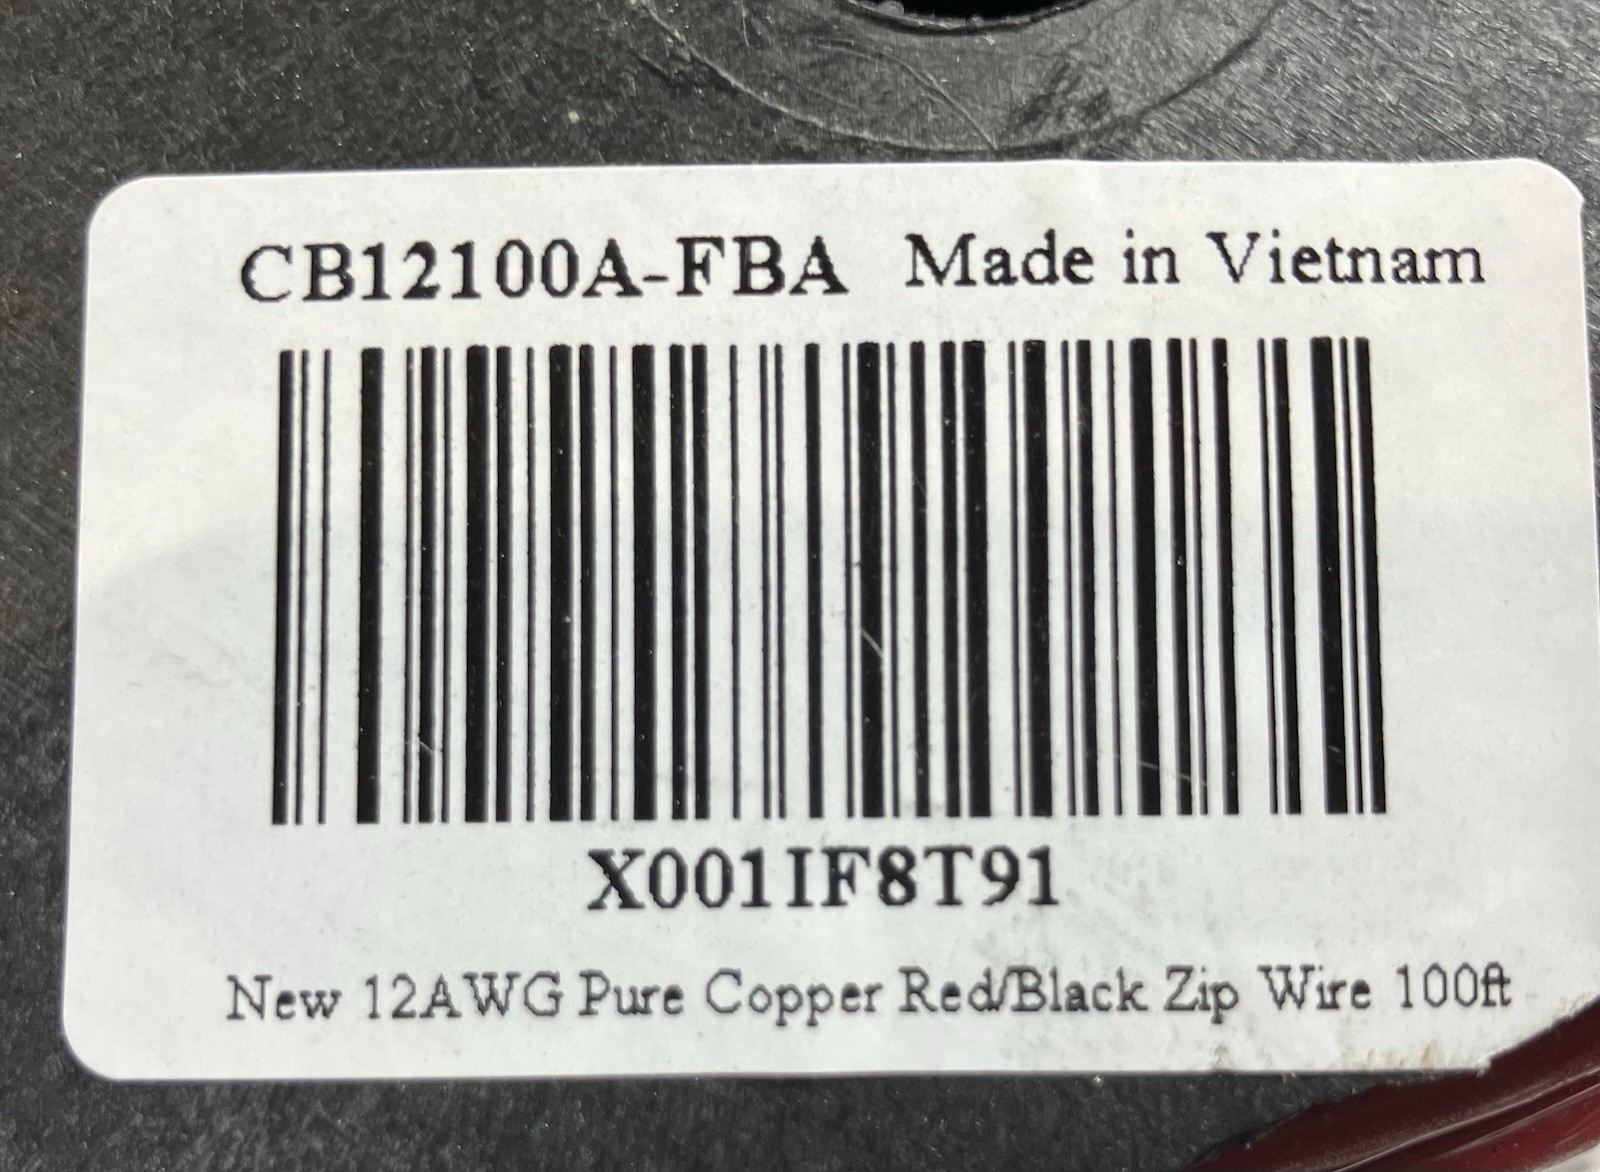 CB12100A-FBA Made in Vietnam
X001IF8T91
New 12AWG Pure Copper Red/Black Zip Wire 100ft